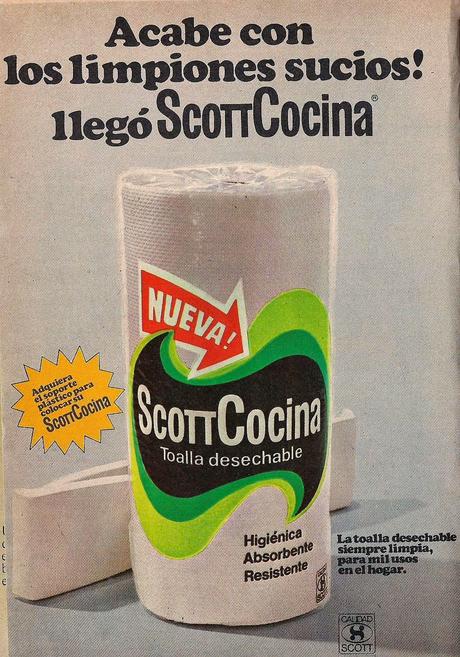 Acabe con
los limpiones sucios!
llegó ScottCocina®
NUEVA!
Adquiera
el soporte
plástico para
colocar su
ScottCocina
ScottCocina
Toalla desechable
Higiénica
Absorbente
Resistente
La toalla desechable
siempre limpia,
para mil usos
en el hogar.
CALIDAD
SCOTT